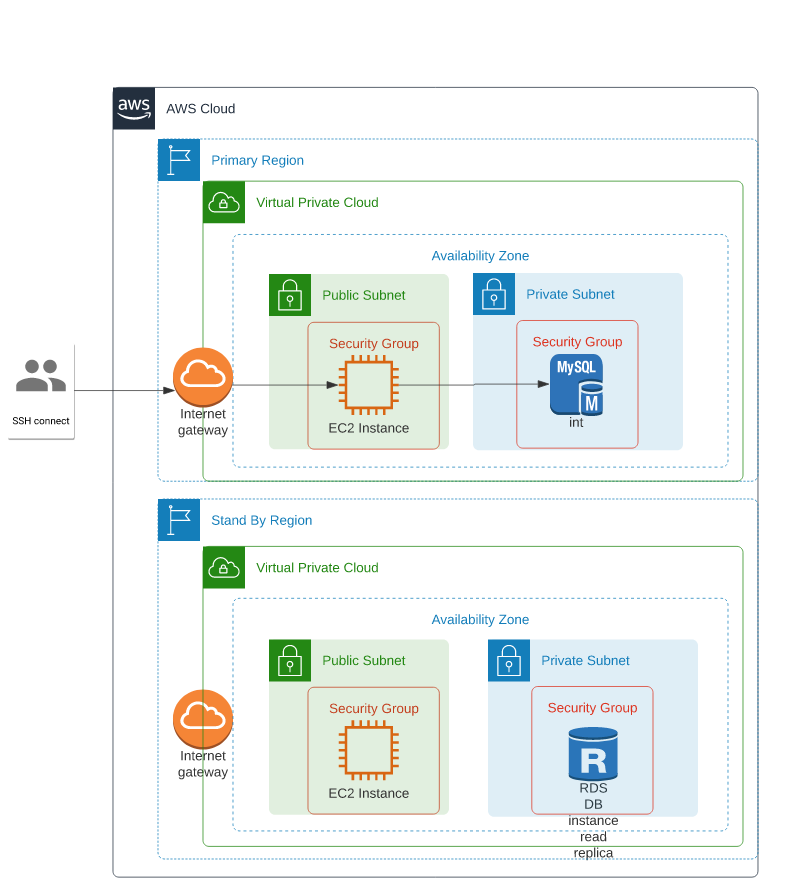 aws
AWS Cloud
Primary Region
Virtual Private Cloud
Availability Zone
Public Subnet
Private Subnet
Security Group
Security Group
MySQL
M
SSH connect
Internet
gateway
EC2 Instance
int
Stand By Region
Virtual Private Cloud
Availability Zone
Public Subnet
Private Subnet
Security Group
Security Group
R
Internet
gateway
EC2 Instance
RDS
DB
instance
read
replica